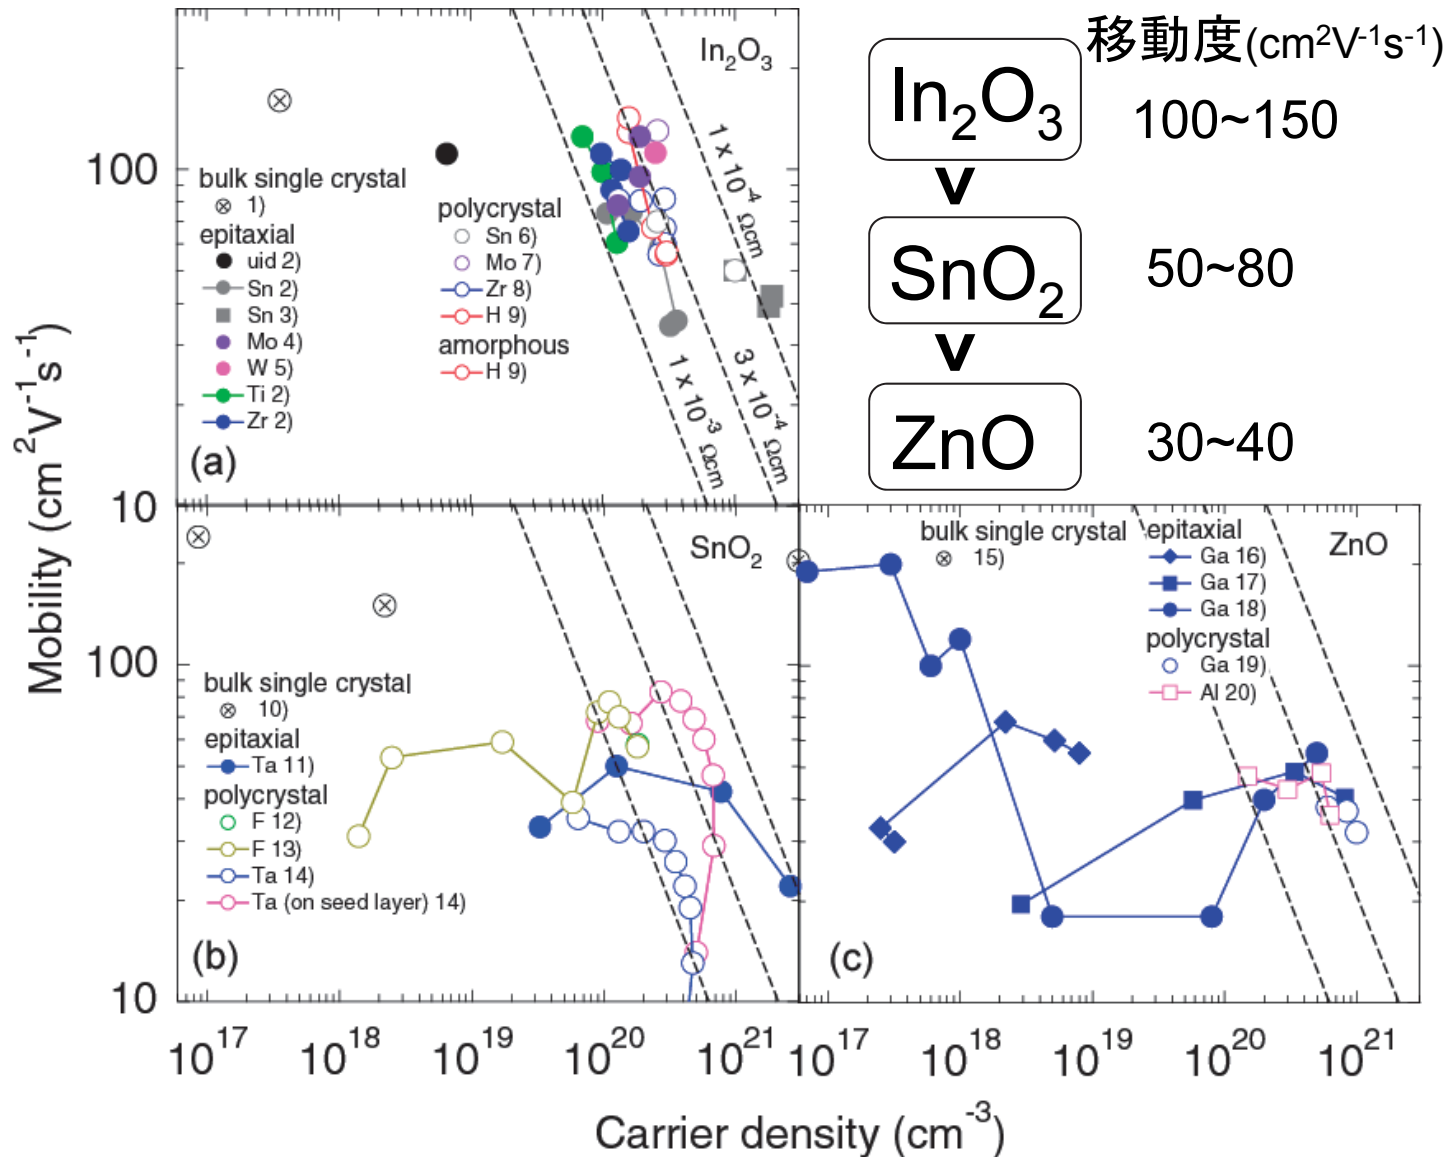 In2O3
100
bulk single crystal
1)
epitaxial
uid 2)
Sn 2)
Sn 3)
Mo 4)
W 5)
Ti 2)
Zr 2)
polycrystal
Sn 6)
Mo 7)
Zr 8)
H 9)
amorphous
H 9)
1 x 10-4 Ωcm
3 x 10-4 Ωcm
1 x 10-3 Ωcm
(a)
10
移動度(cm2V-1s-1)
In2O3 100~150
v
SnO2 50~80
v
ZnO 30~40
Mobility (cm2V-1s-1)
SnO2
100
bulk single crystal
10)
epitaxial
Ta 11)
polycrystal
F 12)
F 13)
Ta 14)
Ta (on seed layer) 14)
(b)
10
bulk single crystal
15)
epitaxial
Ga 16)
Ga 17)
Ga 18)
polycrystal
Ga 19)
Al 20)
ZnO
(c)
1017 1018 1019 1020 1021 1017 1018 1019 1020 1021
Carrier density (cm-3)